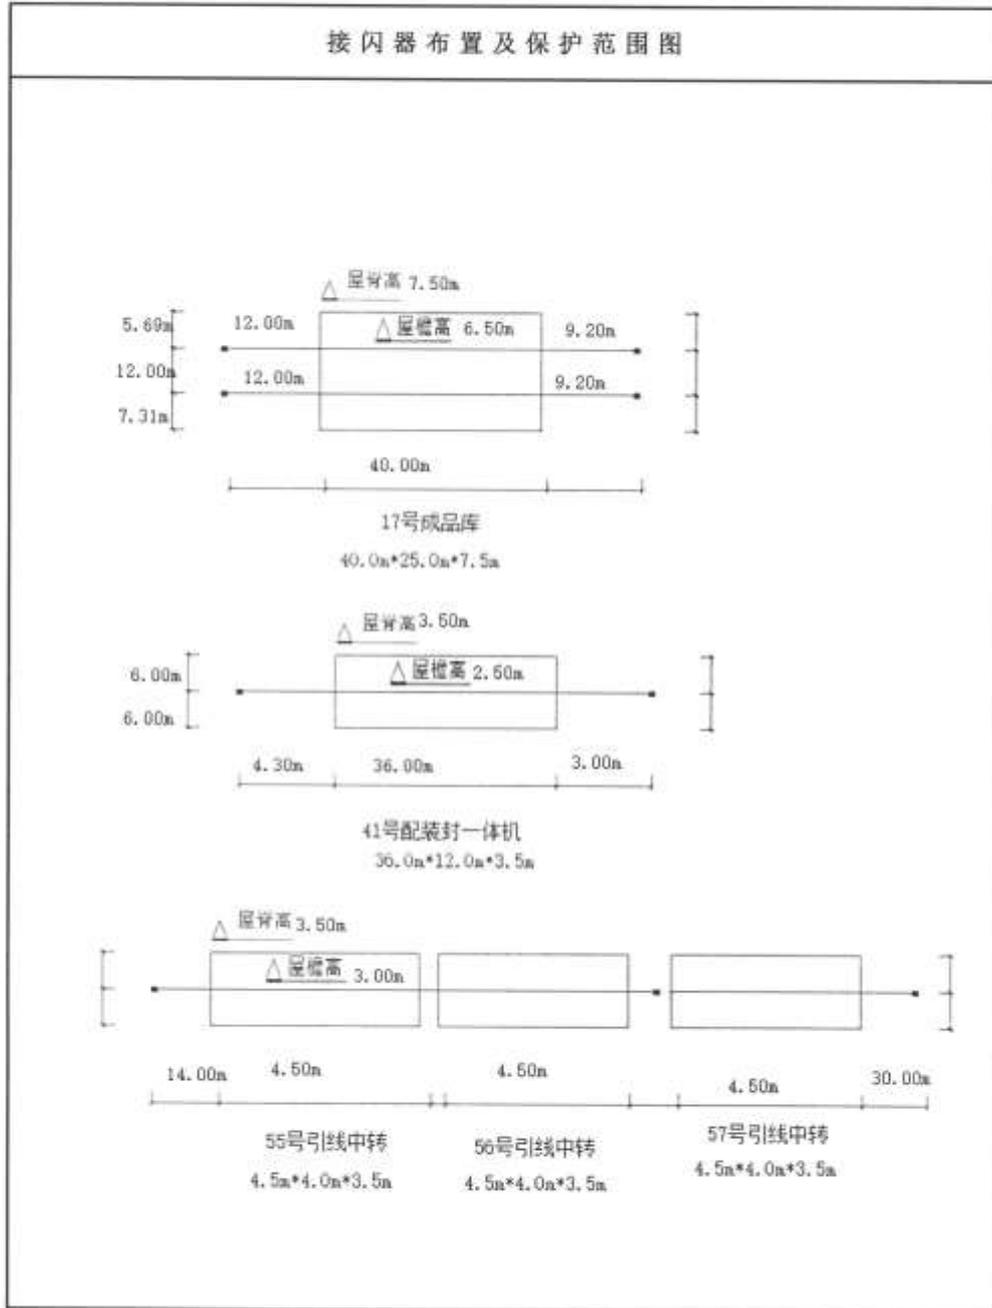 接闪器布置及保护范围图
屋脊高 7.50m
5.69m 12.00m 屋檐高 6.50m 9.20m
12.00m 12.00m 9.20m
7.31m
40.00m
17号成品库
40.0m*25.0m*7.5m
屋脊高 3.50m
6.00m 屋檐高 2.50m
6.00m
4.30m 36.00m 3.00m
41号配装封一体机
36.0m*12.0m*3.5m
屋脊高 3.50m
屋檐高 3.00m
14.00m 4.50m 4.50m 4.50m 30.00m
55号引线中转 56号引线中转 57号引线中转
4.5m*4.0m*3.5m 4.5m*4.0m*3.5m 4.5m*4.0m*3.5m